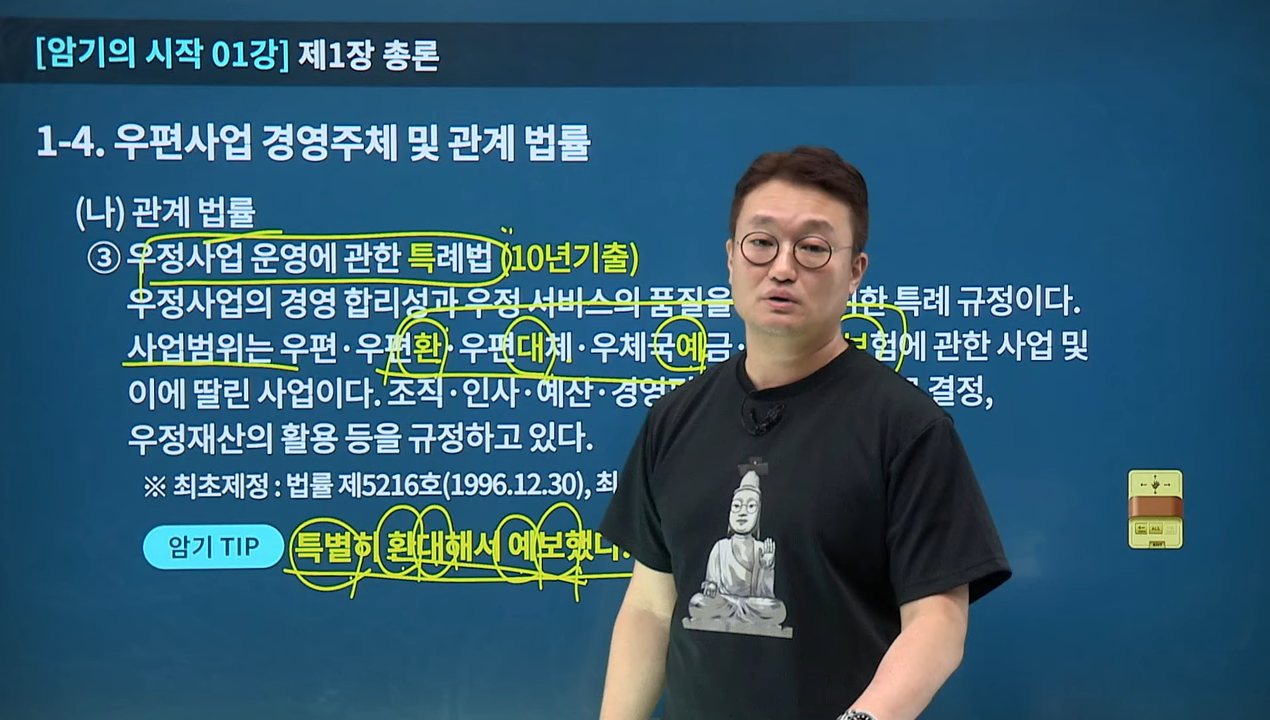 [암기의 시작 01강] 제1장 총론
1-4. 우편사업 경영주체 및 관계 법률
(나) 관계 법률
③ 우정사업 운영에 관한 특례법 (10년기출)
우정사업의 경영 합리성과 우정 서비스의 품질을 특례 규정이다.
사업범위는 우편·우편환·우편대체·우체국예금· 보험에 관한 사업 및
이에 딸린 사업이다. 조직·인사·예산· 결정,
우정재산의 활용 등을 규정하고 있다.
※ 최초제정 : 법률 제5216호(1996.12.30),
암기 TIP 특별히 환대해서 예보했다.